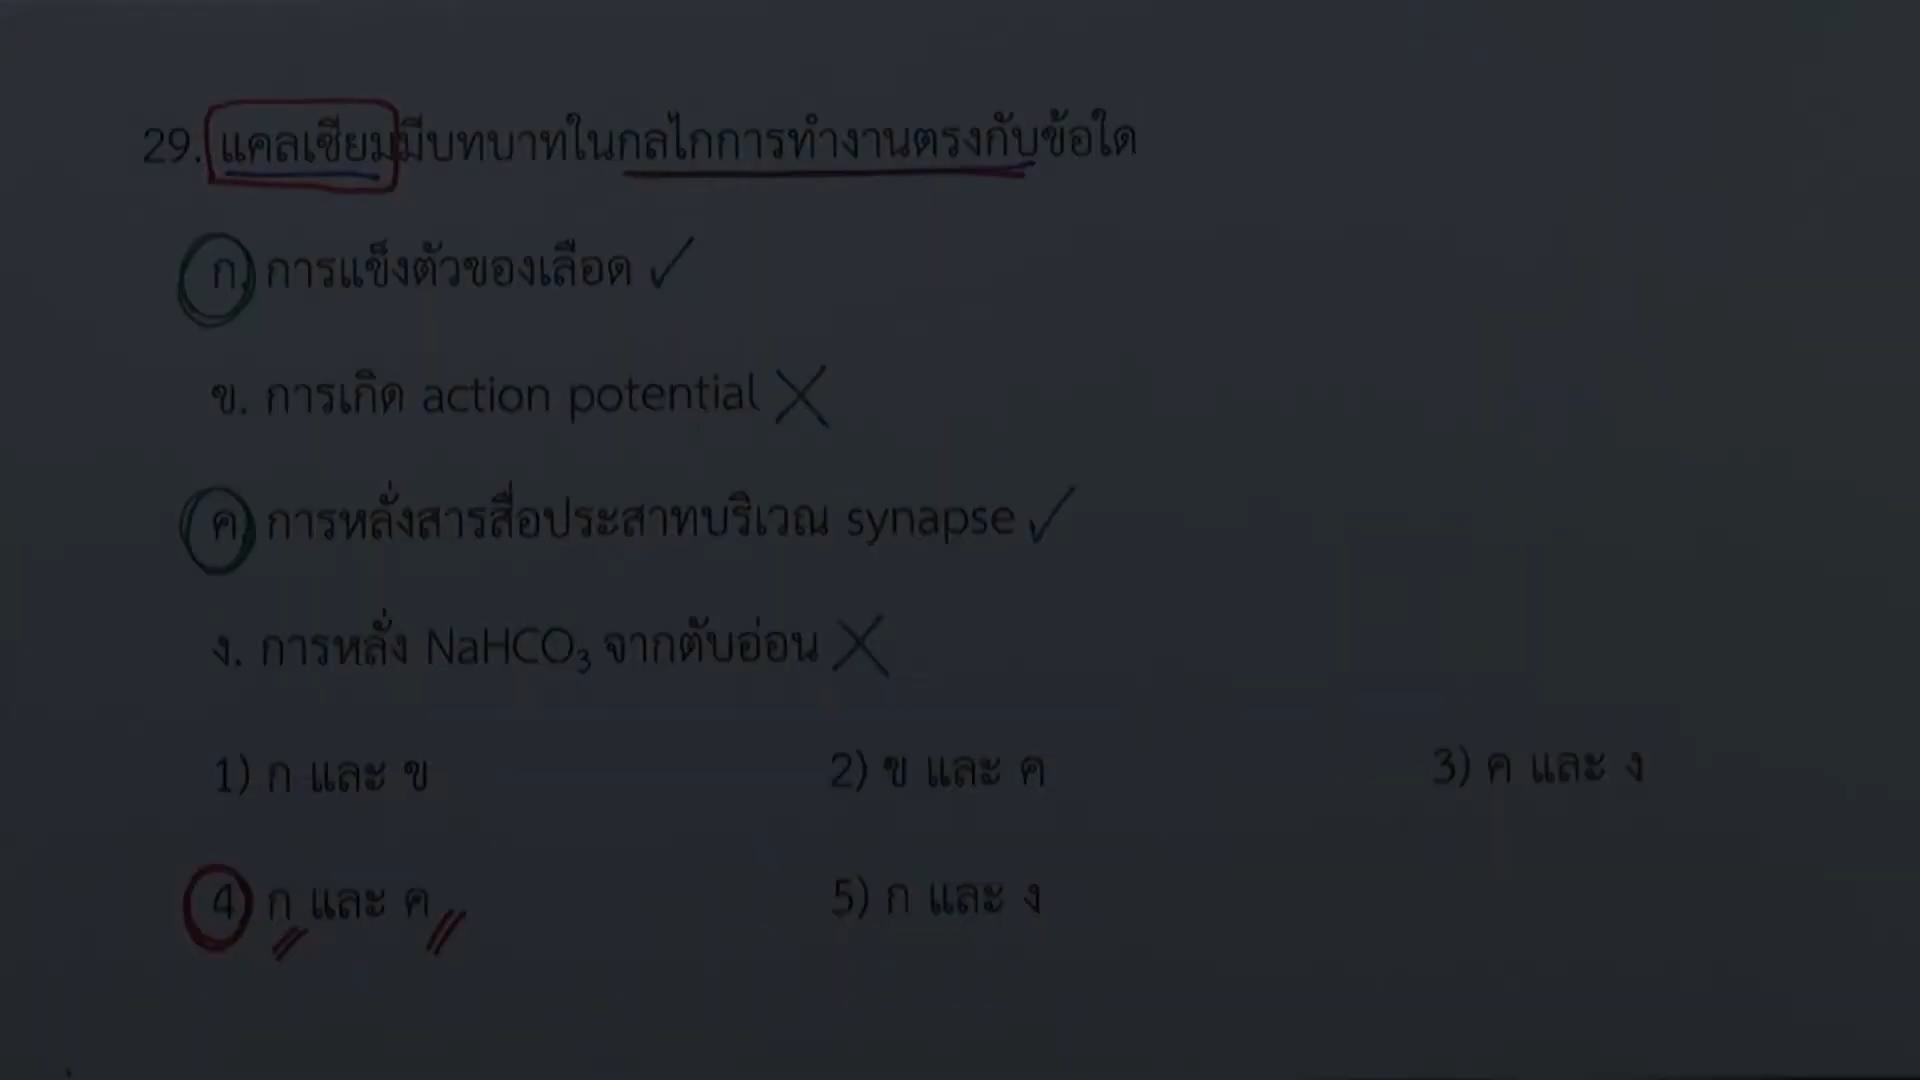 29. แคลเซียมมีบทบาทในกลไกการทำงานตรงกับข้อใด
ก. การแข็งตัวของเลือด
ข. การเกิด action potential
ค. การหลั่งสารสื่อประสาทบริเวณ synapse
ง. การหลั่ง NaHCO₃ จากตับอ่อน
1) ก และ ข 2) ข และ ค 3) ค และ ง
4) ก และ ค 5) ก และ ง